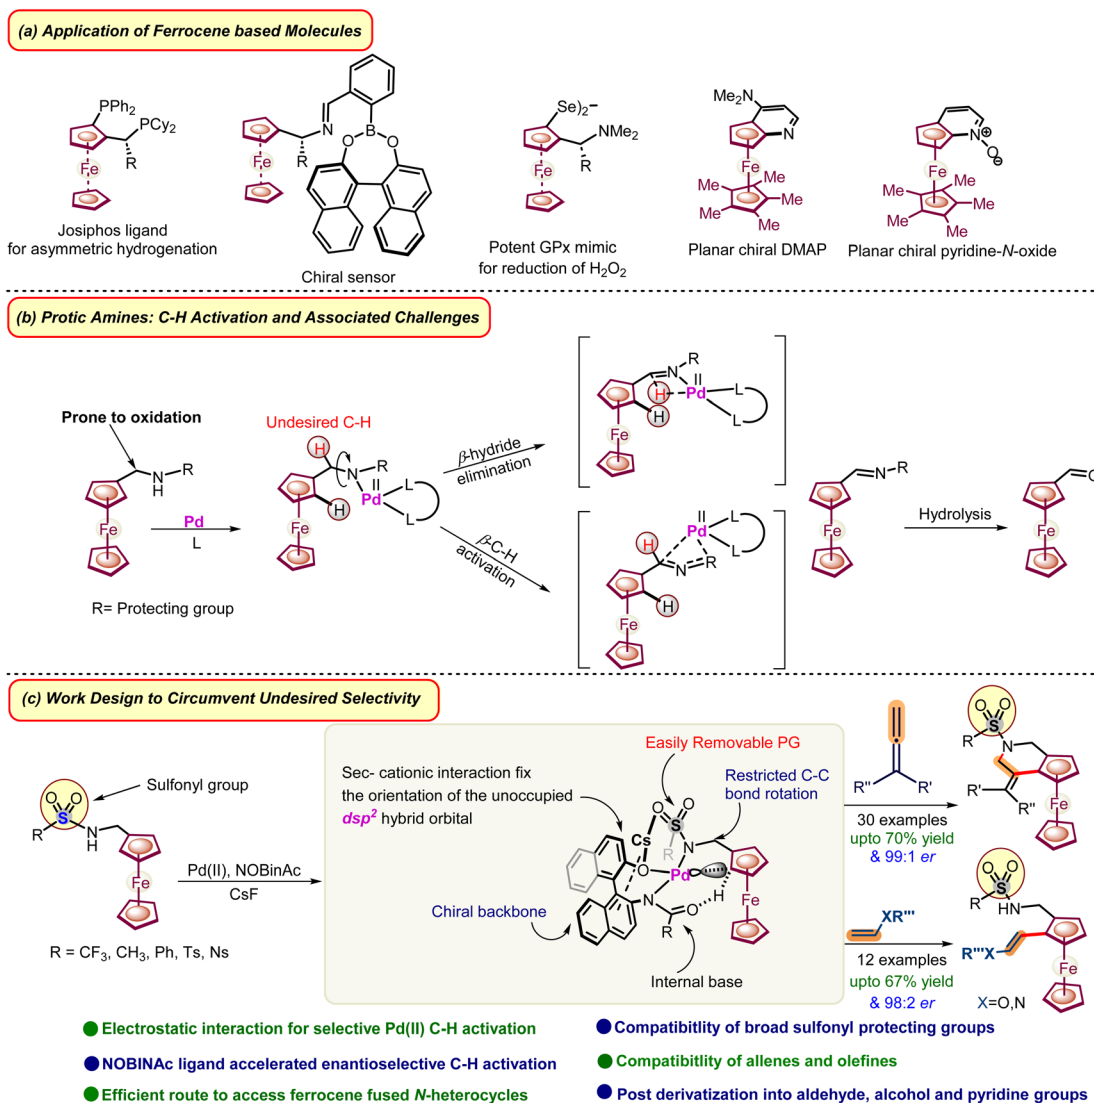 (a) Application of Ferrocene based Molecules
PPh2
PCy2
R
Fe
Josiphos ligand
for asymmetric hydrogenation
N
B
O
O
R
Fe
Chiral sensor
Se)2−
NMe2
R
Fe
Potent GPx mimic
for reduction of H2O2
Me2N
N
Fe
Me
Me
Me
Me
Me
Planar chiral DMAP
N⊕
O⊖
Fe
Me
Me
Me
Me
Me
Planar chiral pyridine-N-oxide
(b) Protic Amines: C-H Activation and Associated Challenges
Prone to oxidation
R
N
H
Fe
R= Protecting group
Pd
L
Undesired C-H
H
N
R
II
Pd
L
L
H
Fe
β-hydride
elimination
β-C-H
activation
R
N
II
Pd
L
L
H
H
Fe
II
Pd
L
L
H
N
R
H
Fe
N
R
Fe
Hydrolysis
O
Fe
(c) Work Design to Circumvent Undesired Selectivity
Sulfonyl group
O
O
S
R
N
H
Fe
R = CF3, CH3, Ph, Ts, Ns
Pd(II), NOBinAc
CsF
Easily Removable PG
Sec- cationic interaction fix
the orientation of the unoccupied
dsp2 hybrid orbital
Restricted C-C
bond rotation
O
O
S
Cs
R
N
O
Pd
N
H
O
R
Fe
Chiral backbone
Internal base
R''
R'
30 examples
upto 70% yield
& 99:1 er
XR'''
12 examples
upto 67% yield
& 98:2 er
O
O
S
R
N
R'
R''
Fe
O
O
S
R
HN
R'''X
Fe
X=O,N
Electrostatic interaction for selective Pd(II) C-H activation
Compatibitlity of broad sulfonyl protecting groups
NOBINAc ligand accelerated enantioselective C-H activation
Compatibitlity of allenes and olefines
Efficient route to access ferrocene fused N-heterocycles
Post derivatization into aldehyde, alcohol and pyridine groups